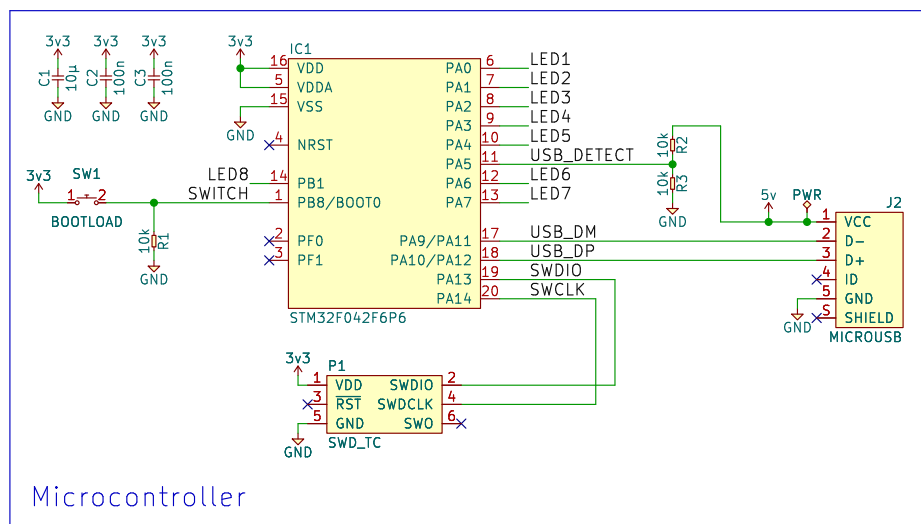 3v3
C1
10µ
GND
3v3
C2
100n
GND
3v3
C3
100n
GND
3v3
GND
IC1
16 VDD
5 VDDA
15 VSS
4 NRST
14 PB1
1 PB8/BOOT0
2 PF0
3 PF1
PA0 6 LED1
PA1 7 LED2
PA2 8 LED3
PA3 9 LED4
PA4 10 LED5
PA5 11 USB_DETECT
PA6 12 LED6
PA7 13 LED7
PA9/PA11 17 USB_DM
PA10/PA12 18 USB_DP
PA13 19 SWDIO
PA14 20 SWCLK
STM32F042F6P6
LED8
SWITCH
3v3
SW1
1 2
BOOTLOAD
10k
R1
GND
10k
R2
10k
R3
GND
5v
PWR
J2
1 VCC
2 D-
3 D+
4 ID
5 GND
S SHIELD
GND
MICROUSB
3v3
P1
1 VDD SWDIO 2
3 RST SWDCLK 4
5 GND SWO 6
GND
SWD_TC
Microcontroller